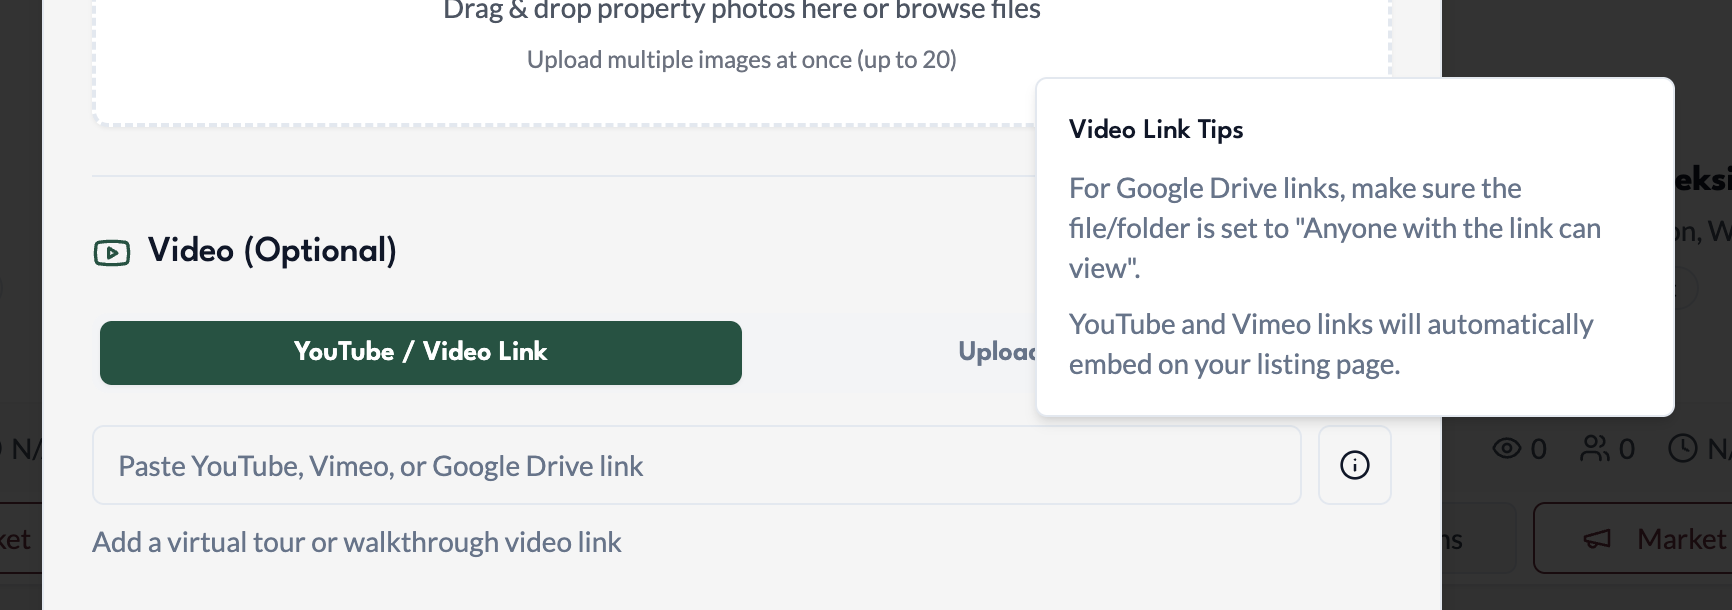 Drag & drop property photos here or browse files
Upload multiple images at once (up to 20)
Video Link Tips
For Google Drive links, make sure the
file/folder is set to "Anyone with the link can
view".
YouTube and Vimeo links will automatically
embed on your listing page.
Video (Optional)
YouTube / Video Link
Paste YouTube, Vimeo, or Google Drive link
Add a virtual tour or walkthrough video link
0
0
Market